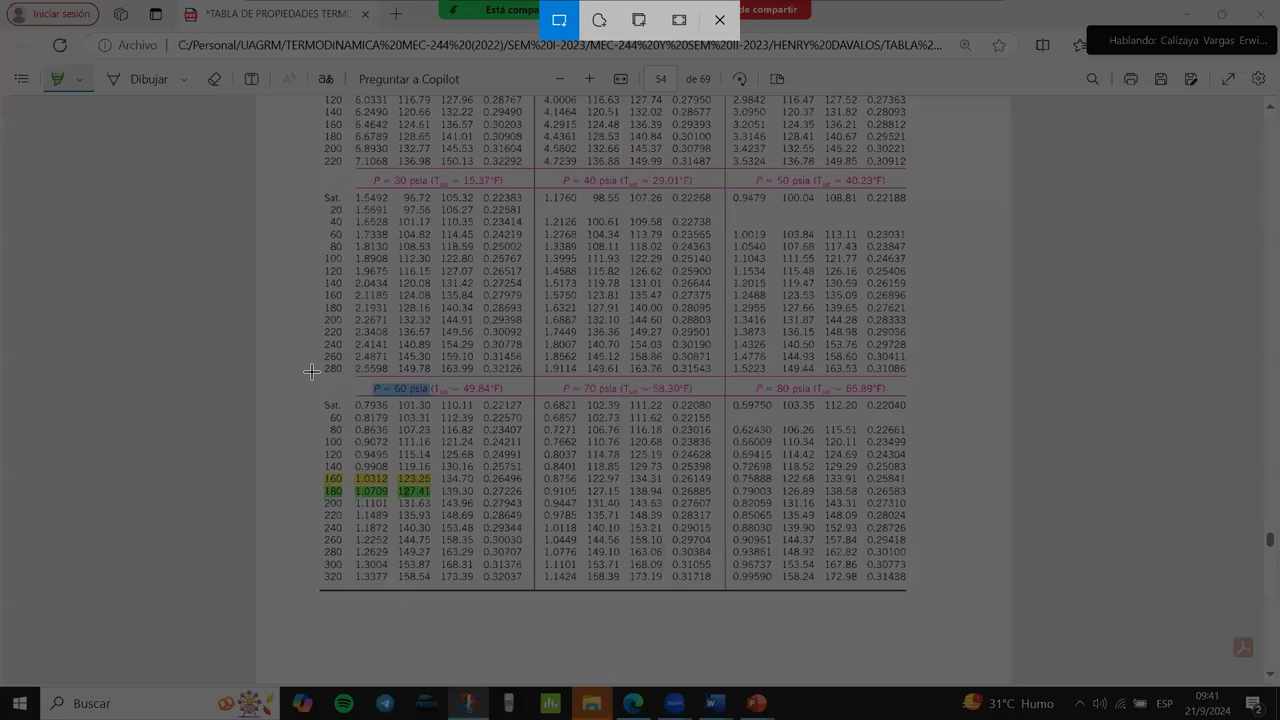 Iniciar sesión
*TABLA DE PROPIEDADES TERMO
Está compa
de compartir
Archivo
C:/Personal/UAGRM/TERMODINAMICA%20MEC-244%20(2022)/SEM%20I-2023/MEC-244%20Y%20SEM%20II-2023/HENRY%20DAVALOS/TABLA%2...
Hablando: Calizaya Vargas Erwi...
Dibujar
Preguntar a Copilot
54 de 69
120 6.0331 116.79 127.96 0.28767 4.0006 116.63 127.74 0.27950 2.9842 116.47 127.52 0.27363
140 6.2490 120.66 132.22 0.29490 4.1464 120.51 132.02 0.28677 3.0950 120.37 131.82 0.28093
160 6.4642 124.61 136.57 0.30203 4.2915 124.48 136.39 0.29393 3.2051 124.35 136.21 0.28812
180 6.6789 128.65 141.01 0.30908 4.4361 128.53 140.84 0.30100 3.3146 128.41 140.67 0.29521
200 6.8930 132.77 145.53 0.31604 4.5802 132.66 145.37 0.30798 3.4237 132.55 145.22 0.30221
220 7.1068 136.98 150.13 0.32292 4.7239 136.88 149.99 0.31487 3.5324 136.78 149.85 0.30912
P = 30 psia (Tsat = 15.37°F) P = 40 psia (Tsat = 29.01°F) P = 50 psia (Tsat = 40.23°F)
Sat. 1.5492 96.72 105.32 0.22383 1.1760 98.55 107.26 0.22268 0.9479 100.04 108.81 0.22188
20 1.5691 97.56 106.27 0.22581
40 1.6528 101.17 110.35 0.23414 1.2126 100.61 109.58 0.22738
60 1.7338 104.82 114.45 0.24219 1.2768 104.34 113.79 0.23565 1.0019 103.84 113.11 0.23031
80 1.8130 108.53 118.59 0.25002 1.3389 108.11 118.02 0.24363 1.0540 107.68 117.43 0.23847
100 1.8908 112.30 122.80 0.25767 1.3995 111.93 122.29 0.25140 1.1043 111.55 121.77 0.24637
120 1.9675 116.15 127.07 0.26517 1.4588 115.82 126.62 0.25900 1.1534 115.48 126.16 0.25406
140 2.0434 120.08 131.42 0.27254 1.5173 119.78 131.01 0.26644 1.2015 119.47 130.59 0.26159
160 2.1185 124.08 135.84 0.27979 1.5750 123.81 135.47 0.27375 1.2488 123.53 135.09 0.26896
180 2.1931 128.16 140.34 0.28693 1.6321 127.91 140.00 0.28095 1.2955 127.66 139.65 0.27621
200 2.2671 132.32 144.91 0.29398 1.6887 132.10 144.60 0.28803 1.3416 131.87 144.28 0.28333
220 2.3408 136.57 149.56 0.30092 1.7449 136.36 149.27 0.29501 1.3873 136.15 148.98 0.29036
240 2.4141 140.89 154.29 0.30778 1.8007 140.70 154.03 0.30190 1.4326 140.50 153.76 0.29728
260 2.4871 145.30 159.10 0.31456 1.8562 145.12 158.86 0.30871 1.4776 144.93 158.60 0.30411
280 2.5598 149.78 163.99 0.32126 1.9114 149.61 163.76 0.31543 1.5223 149.44 163.53 0.31086
P = 60 psia (Tsat = 49.84°F) P = 70 psia (Tsat = 58.30°F) P = 80 psia (Tsat = 65.89°F)
Sat. 0.7936 101.30 110.11 0.22127 0.6821 102.39 111.22 0.22080 0.59750 103.35 112.20 0.22040
60 0.8179 103.31 112.39 0.22570 0.6857 102.73 111.62 0.22155
80 0.8636 107.23 116.82 0.23407 0.7271 106.76 116.18 0.23016 0.62430 106.26 115.51 0.22661
100 0.9072 111.16 121.24 0.24211 0.7662 110.76 120.68 0.23836 0.66009 110.34 120.11 0.23499
120 0.9495 115.14 125.68 0.24991 0.8037 114.78 125.19 0.24628 0.69415 114.42 124.69 0.24304
140 0.9908 119.16 130.16 0.25751 0.8401 118.85 129.73 0.25398 0.72698 118.52 129.29 0.25083
160 1.0312 123.25 134.70 0.26496 0.8756 122.97 134.31 0.26149 0.75888 122.68 133.91 0.25841
180 1.0709 127.41 139.30 0.27226 0.9105 127.15 138.94 0.26885 0.79003 126.89 138.58 0.26583
200 1.1101 131.63 143.96 0.27943 0.9447 131.40 143.63 0.27607 0.82059 131.16 143.31 0.27310
220 1.1489 135.93 148.69 0.28649 0.9785 135.71 148.39 0.28317 0.85065 135.49 148.09 0.28024
240 1.1872 140.30 153.48 0.29344 1.0118 140.10 153.21 0.29015 0.88030 139.90 152.93 0.28726
260 1.2252 144.75 158.35 0.30030 1.0449 144.56 158.10 0.29704 0.90961 144.37 157.84 0.29418
280 1.2629 149.27 163.29 0.30707 1.0776 149.10 163.06 0.30384 0.93861 148.92 162.82 0.30100
300 1.3004 153.87 168.31 0.31376 1.1101 153.71 168.09 0.31055 0.96737 153.54 167.86 0.30773
320 1.3377 158.54 173.39 0.32037 1.1424 158.39 173.19 0.31718 0.99590 158.24 172.98 0.31438
Buscar
31°C Humo
ESP
09:41
21/9/2024
2